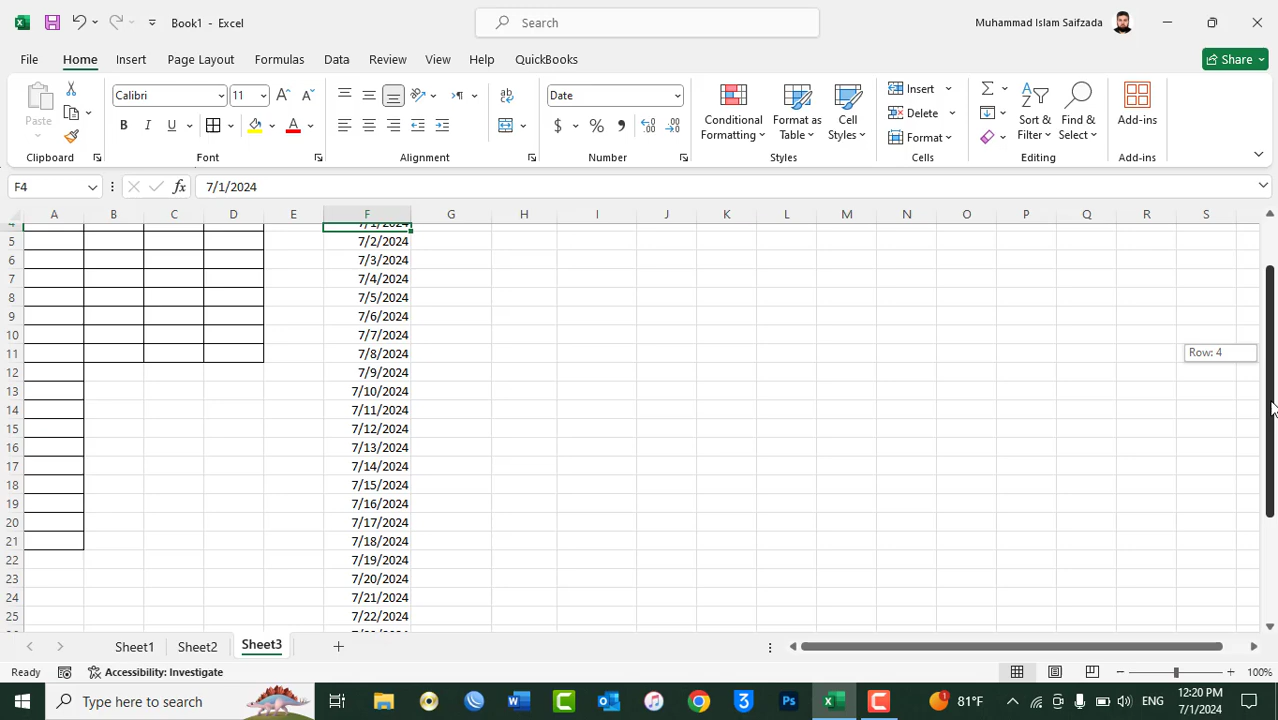 Book1 - Excel
Search
Muhammad Islam Saifzada
File Home Insert Page Layout Formulas Data Review View Help QuickBooks
Share
Paste
Calibri 11
B I U A
ab
Date
$ % ,
Conditional Formatting
Format as Table
Cell Styles
Insert
Delete
Format
Sort & Filter
Find & Select
Add-ins
Clipboard Font Alignment Number Styles Cells Editing Add-ins
F4 fx 7/1/2024
A B C D E F G H I J K L M N O P Q R S
4 7/1/2024
5 7/2/2024
6 7/3/2024
7 7/4/2024
8 7/5/2024
9 7/6/2024
10 7/7/2024
11 7/8/2024
Row: 4
12 7/9/2024
13 7/10/2024
14 7/11/2024
15 7/12/2024
16 7/13/2024
17 7/14/2024
18 7/15/2024
19 7/16/2024
20 7/17/2024
21 7/18/2024
22 7/19/2024
23 7/20/2024
24 7/21/2024
25 7/22/2024
Sheet1 Sheet2 Sheet3
Ready Accessibility: Investigate 100%
Type here to search
1 81°F ENG 12:20 PM
7/1/2024